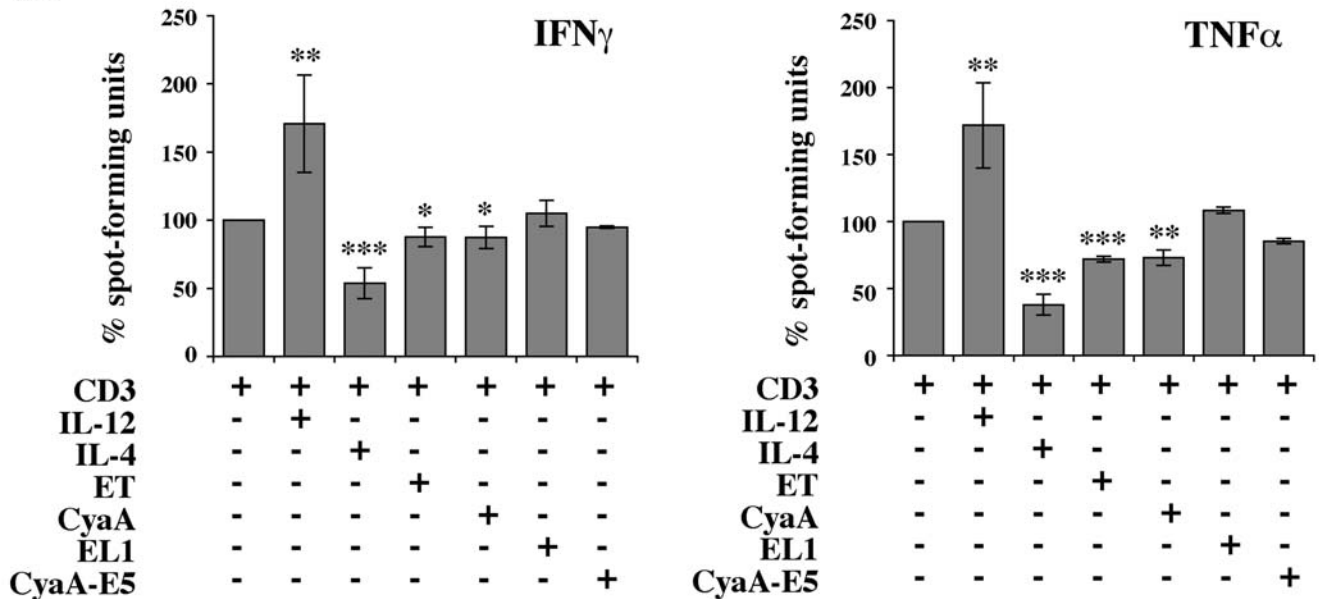 IFNγ
% spot-forming units
250
200
150
100
50
0
** *** * *
CD3 + + + + + + +
IL-12 - + - - - - -
IL-4 - - + - - - -
ET - - - + - - -
CyaA - - - - + - -
EL1 - - - - - + -
CyaA-E5 - - - - - - +
TNFα
% spot-forming units
250
200
150
100
50
0
** *** *** **
CD3 + + + + + + +
IL-12 - + - - - - -
IL-4 - - + - - - -
ET - - - + - - -
CyaA - - - - + - -
EL1 - - - - - + -
CyaA-E5 - - - - - - +